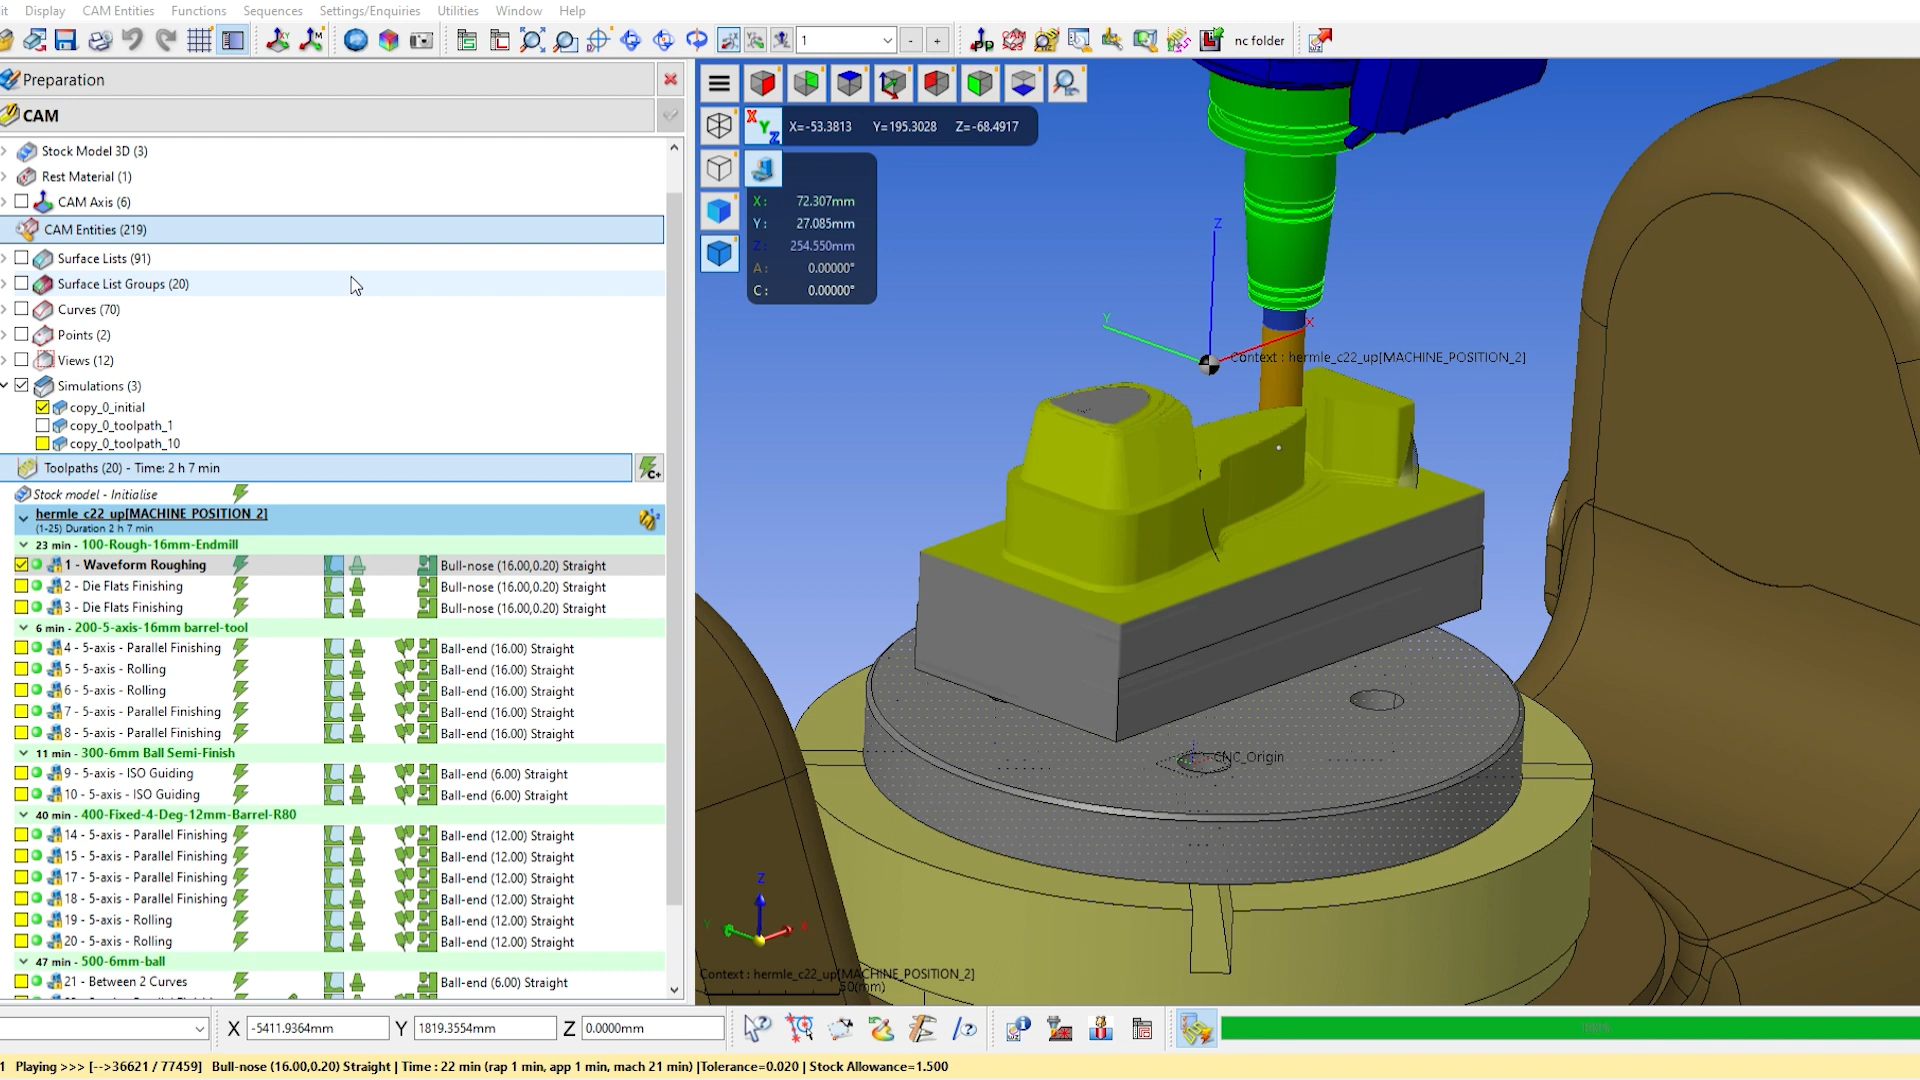 it Display CAM Entities Functions Sequences Settings/Enquiries Utilities Window Help
1 - + nc folder
Preparation
CAM
Stock Model 3D (3)
Rest Material (1)
CAM Axis (6)
CAM Entities (219)
Surface Lists (91)
Surface List Groups (20)
Curves (70)
Points (2)
Views (12)
Simulations (3)
copy_0_initial
copy_0_toolpath_1
copy_0_toolpath_10
Toolpaths (20) - Time: 2 h 7 min
C+
Stock model - Initialise
hermle_c22_up[MACHINE_POSITION_2]
(1-25) Duration 2 h 7 min
23 min - 100-Rough-16mm-Endmill
1 - Waveform Roughing Bull-nose (16.00,0.20) Straight
2 - Die Flats Finishing Bull-nose (16.00,0.20) Straight
3 - Die Flats Finishing Bull-nose (16.00,0.20) Straight
6 min - 200-5-axis-16mm barrel-tool
4 - 5-axis - Parallel Finishing Ball-end (16.00) Straight
5 - 5-axis - Rolling Ball-end (16.00) Straight
6 - 5-axis - Rolling Ball-end (16.00) Straight
7 - 5-axis - Parallel Finishing Ball-end (16.00) Straight
8 - 5-axis - Parallel Finishing Ball-end (16.00) Straight
11 min - 300-6mm Ball Semi-Finish
9 - 5-axis - ISO Guiding Ball-end (6.00) Straight
10 - 5-axis - ISO Guiding Ball-end (6.00) Straight
40 min - 400-Fixed-4-Deg-12mm-Barrel-R80
14 - 5-axis - Parallel Finishing Ball-end (12.00) Straight
15 - 5-axis - Parallel Finishing Ball-end (12.00) Straight
17 - 5-axis - Parallel Finishing Ball-end (12.00) Straight
18 - 5-axis - Parallel Finishing Ball-end (12.00) Straight
19 - 5-axis - Rolling Ball-end (12.00) Straight
20 - 5-axis - Rolling Ball-end (12.00) Straight
47 min - 500-6mm-ball
21 - Between 2 Curves Ball-end (6.00) Straight
X Y Z
X=-53.3813 Y=195.3028 Z=-68.4917
X: 72.307mm
Y: 27.085mm
Z: 254.550mm
A: 0.00000°
C: 0.00000°
Z
Y
X
Context : hermle_c22_up[MACHINE_POSITION_2]
CNC_Origin
Z
Y
X
Context : hermle_c22_up[MACHINE_POSITION_2]
50(mm)
X -5411.9364mm Y 1819.3554mm Z 0.0000mm
100%
1 Playing >>> [-->36621 / 77459] Bull-nose (16.00,0.20) Straight | Time : 22 min (rap 1 min, app 1 min, mach 21 min) |Tolerance=0.020 | Stock Allowance=1.500